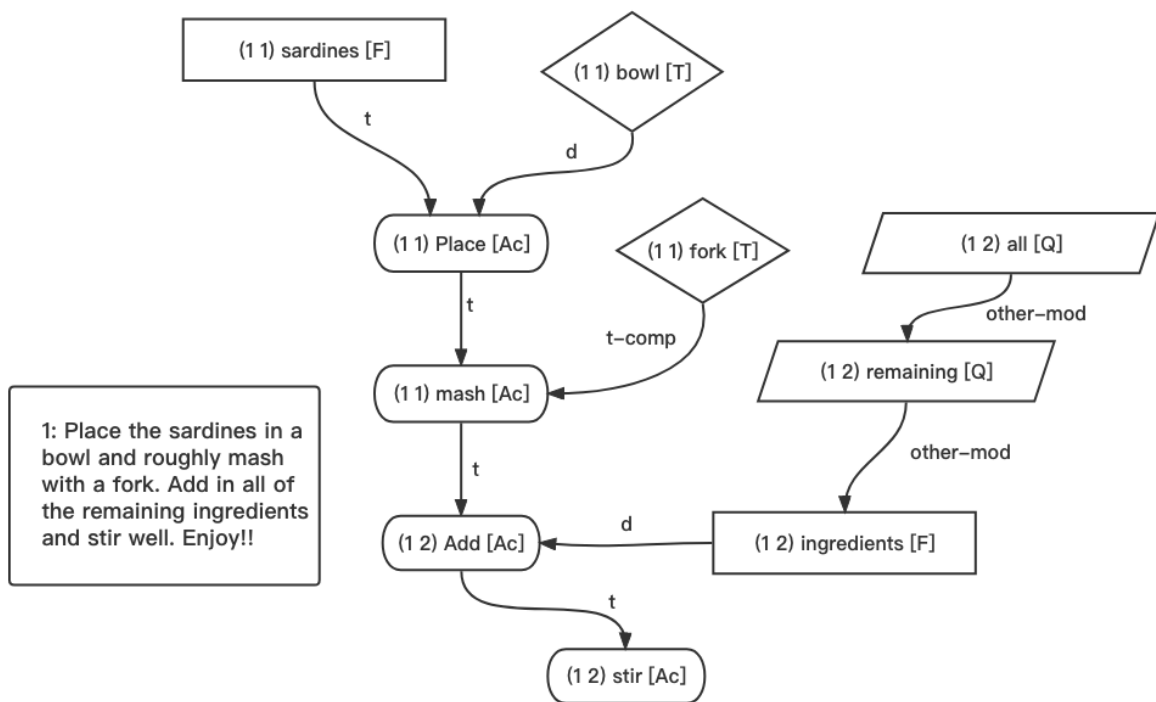 (1 1) sardines [F]
(1 1) bowl [T]
t
d
(1 1) Place [Ac]
(1 1) fork [T]
(1 2) all [Q]
t
other-mod
t-comp
(1 2) remaining [Q]
(1 1) mash [Ac]
1: Place the sardines in a
bowl and roughly mash
with a fork. Add in all of
the remaining ingredients
and stir well. Enjoy!!
t
other-mod
d
(1 2) Add [Ac]
(1 2) ingredients [F]
t
(1 2) stir [Ac]